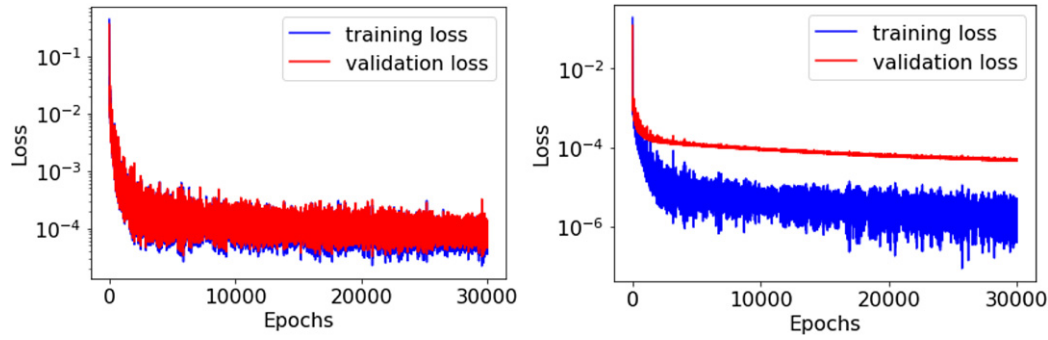 training loss
validation loss
Loss
10⁻¹
10⁻²
10⁻³
10⁻⁴
0
10000
20000
30000
Epochs
training loss
validation loss
Loss
10⁻²
10⁻⁴
10⁻⁶
0
10000
20000
30000
Epochs